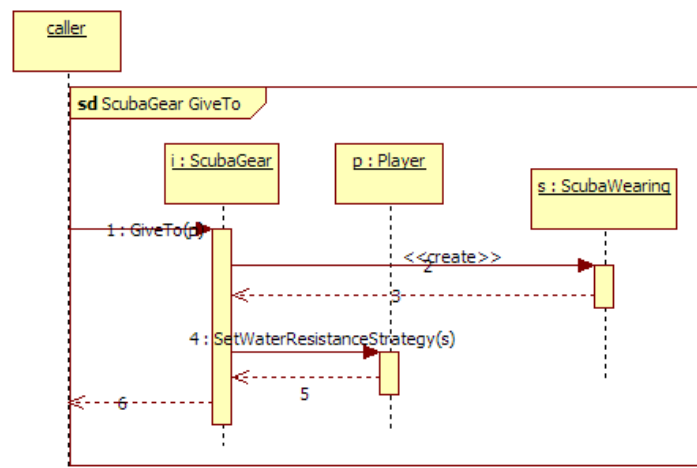 caller
sd ScubaGear GiveTo
i : ScubaGear
p : Player
s : ScubaWearing
1 : GiveTo(p)
<<create>>
2
3
4 : SetWaterResistanceStrategy(s)
5
6